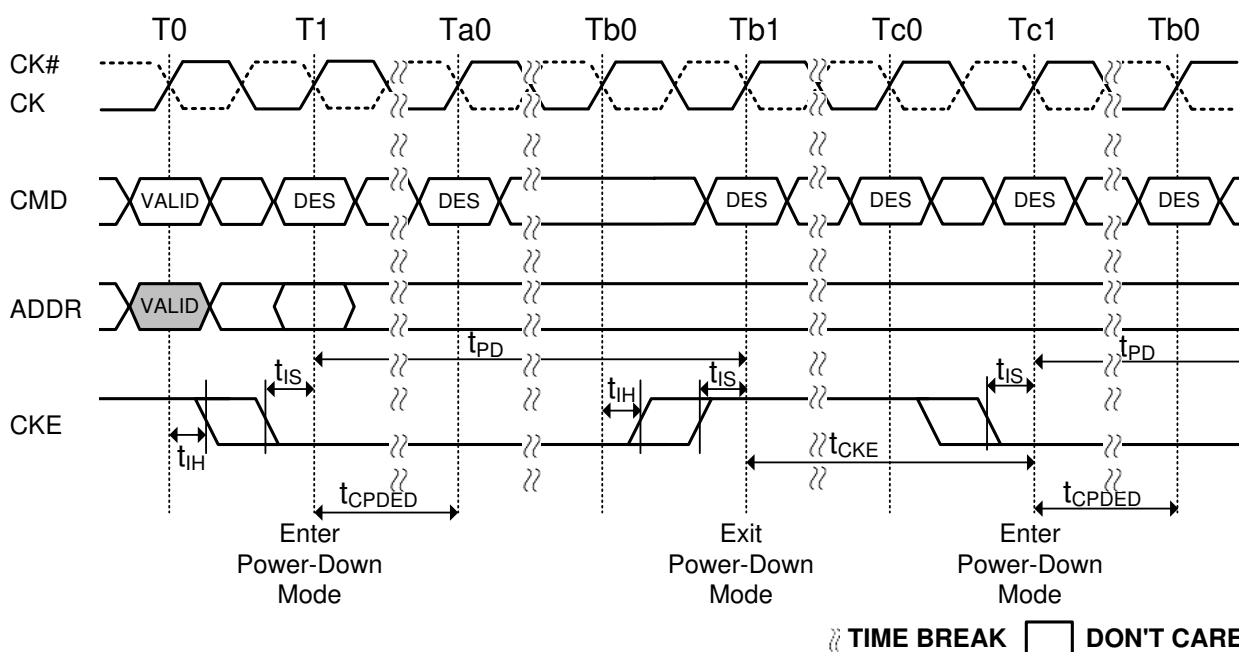 T0 T1 Ta0 Tb0 Tb1 Tc0 Tc1 Tb0
CK#
CK
CMD VALID DES DES DES DES DES DES
ADDR VALID
tPD tPD
tIS tIH tIS tIS
CKE
tIH tCKE
tCPDED tCPDED
Enter
Power-Down
Mode
Exit
Power-Down
Mode
Enter
Power-Down
Mode
TIME BREAK DON'T CARE